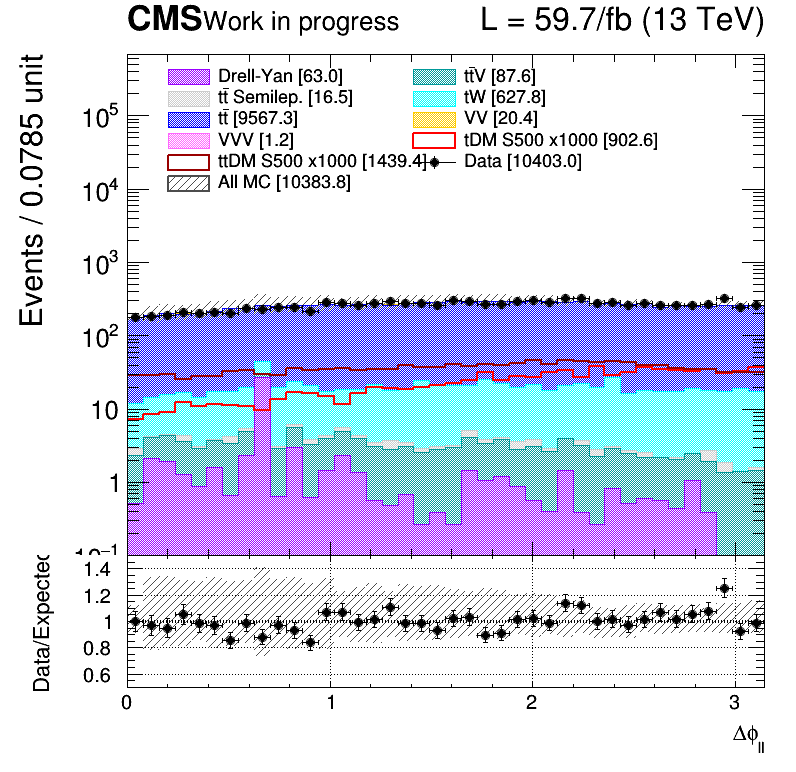 CMS Work in progress L = 59.7/fb (13 TeV)
Drell-Yan [63.0] tt̄V [87.6]
tt̄ Semilep. [16.5] tW [627.8]
tt̄ [9567.3] VV [20.4]
VVV [1.2] tDM S500 x1000 [902.6]
ttDM S500 x1000 [1439.4] Data [10403.0]
All MC [10383.8]
Events / 0.0785 unit
10⁵
10⁴
10³
10²
10
1
10⁻¹
Data/Expected
1.4
1.2
1
0.8
0.6
0 1 2 3
Δϕ_ll